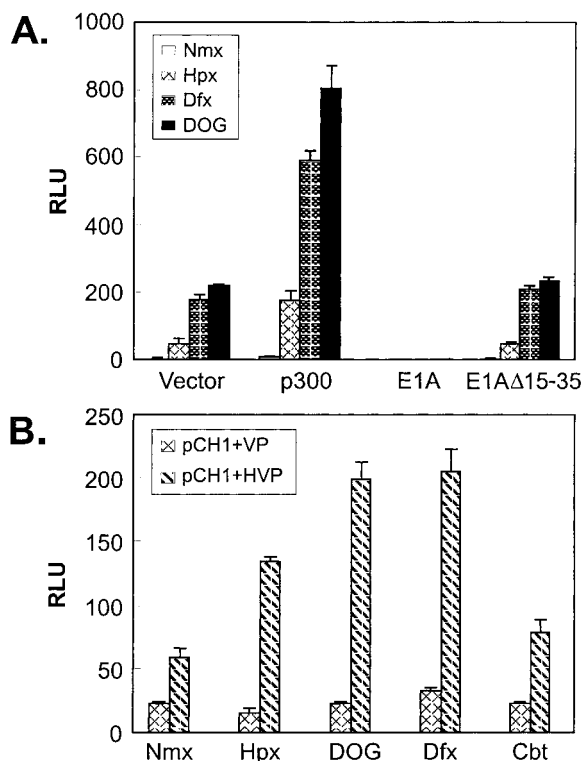 A.
1000
800
600
400
200
0
RLU
Nmx
Hpx
Dfx
DOG
Vector p300 E1A E1AΔ15-35
B.
250
200
150
100
50
0
RLU
pCH1+VP
pCH1+HVP
Nmx Hpx DOG Dfx Cbt